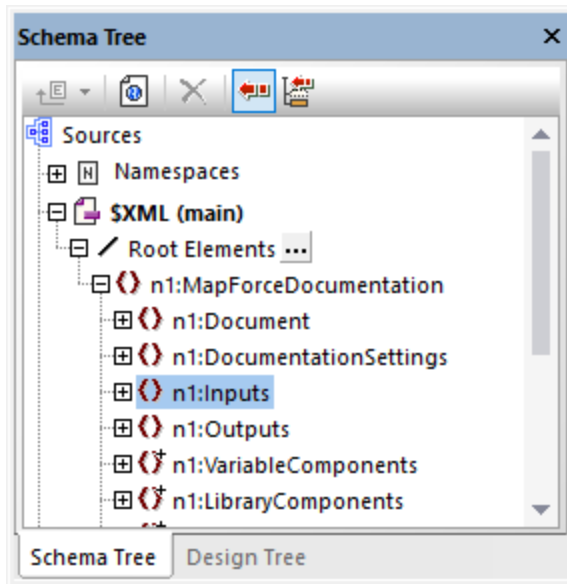 Schema Tree
E
Sources
N Namespaces
$XML (main)
Root Elements ...
n1:MapForceDocumentation
n1:Document
n1:DocumentationSettings
n1:Inputs
n1:Outputs
n1:VariableComponents
n1:LibraryComponents
Schema Tree Design Tree